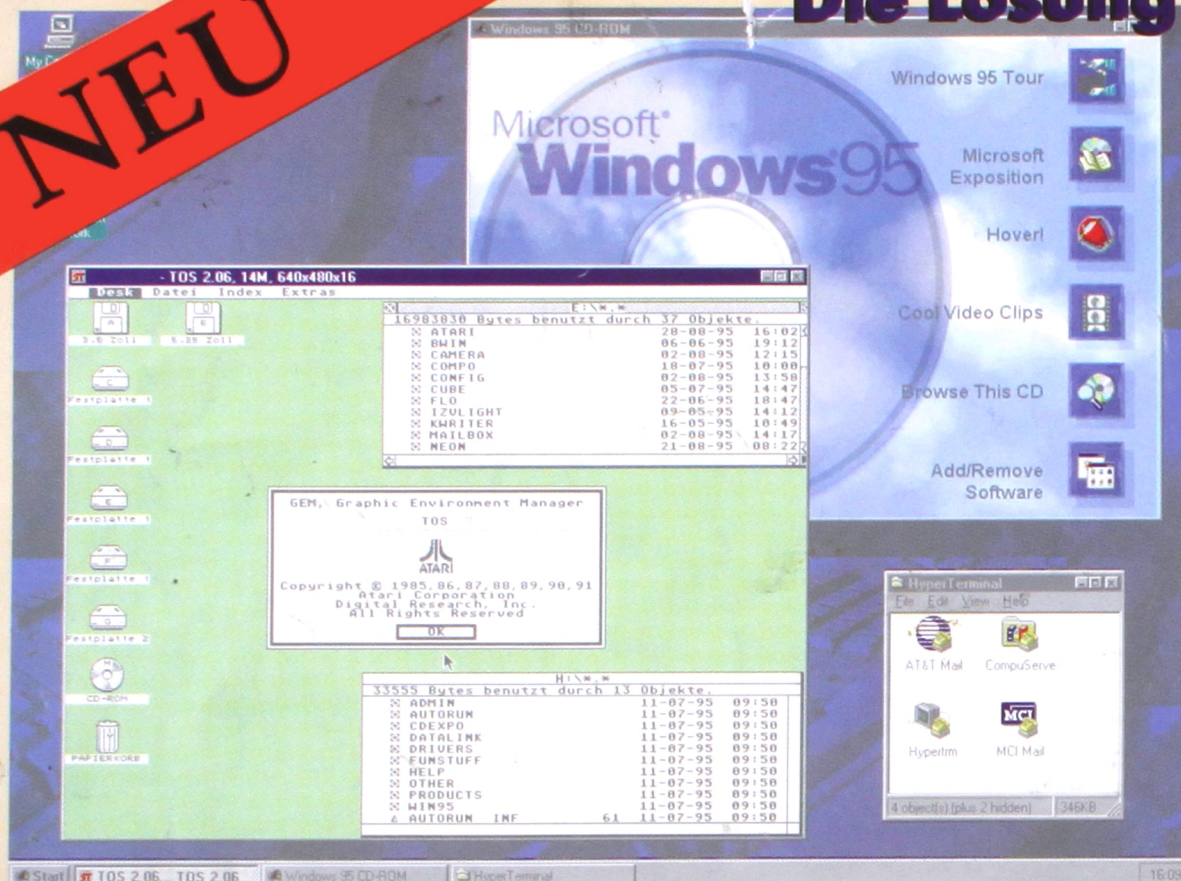 Die Lösung
NEU
Windows 95 CD-ROM
Microsoft®
Windows 95
Windows 95 Tour
Microsoft
Exposition
Hover!
Cool Video Clips
Browse This CD
Add/Remove
Software
- TOS 2.06, 14M, 640x480x16
Desk Datei Index Extras
A
3.5 Zoll
B
5.25 Zoll
C
Festplatte 1
D
Festplatte 1
E
Festplatte 1
F
Festplatte 1
G
Festplatte 2
CD-ROM
PAPIERKORB
E:\*.*
16983830 Bytes benutzt durch 37 Objekte.
ATARI 28-08-95 16:02
BWIN 06-06-95 19:12
CAMERA 02-08-95 12:15
COMPO 18-07-95 10:00
CONFIG 02-08-95 13:58
CUBE 05-07-95 14:47
FLO 22-06-95 18:47
IZVLIGHT 09-05-95 14:12
KWRITER 16-05-95 10:49
MAILBOX 02-08-95 14:17
NEON 21-08-95 08:22
GEM, Graphic Environment Manager
TOS
ATARI
Copyright © 1985,86,87,88,89,90,91
Atari Corporation
Digital Research, Inc.
All Rights Reserved
OK
H:\*.*
33555 Bytes benutzt durch 13 Objekte.
ADMIN 11-07-95 09:50
AUTORUN 11-07-95 09:50
CDEXPO 11-07-95 09:50
DATALINK 11-07-95 09:50
DRIVERS 11-07-95 09:50
FUNSTUFF 11-07-95 09:50
HELP 11-07-95 09:50
OTHER 11-07-95 09:50
PRODUCTS 11-07-95 09:50
WIN95 11-07-95 09:50
AUTORUN INF 61 11-07-95 09:50
HyperTerminal
File Edit View Help
AT&T Mail
CompuServe
Hypertrm
MCI
MCI Mail
4 object(s) (plus 2 hidden) 346KB
Start
TOS 2.06... TOS 2.06
Windows 95 CD-ROM
HyperTerminal
16:09